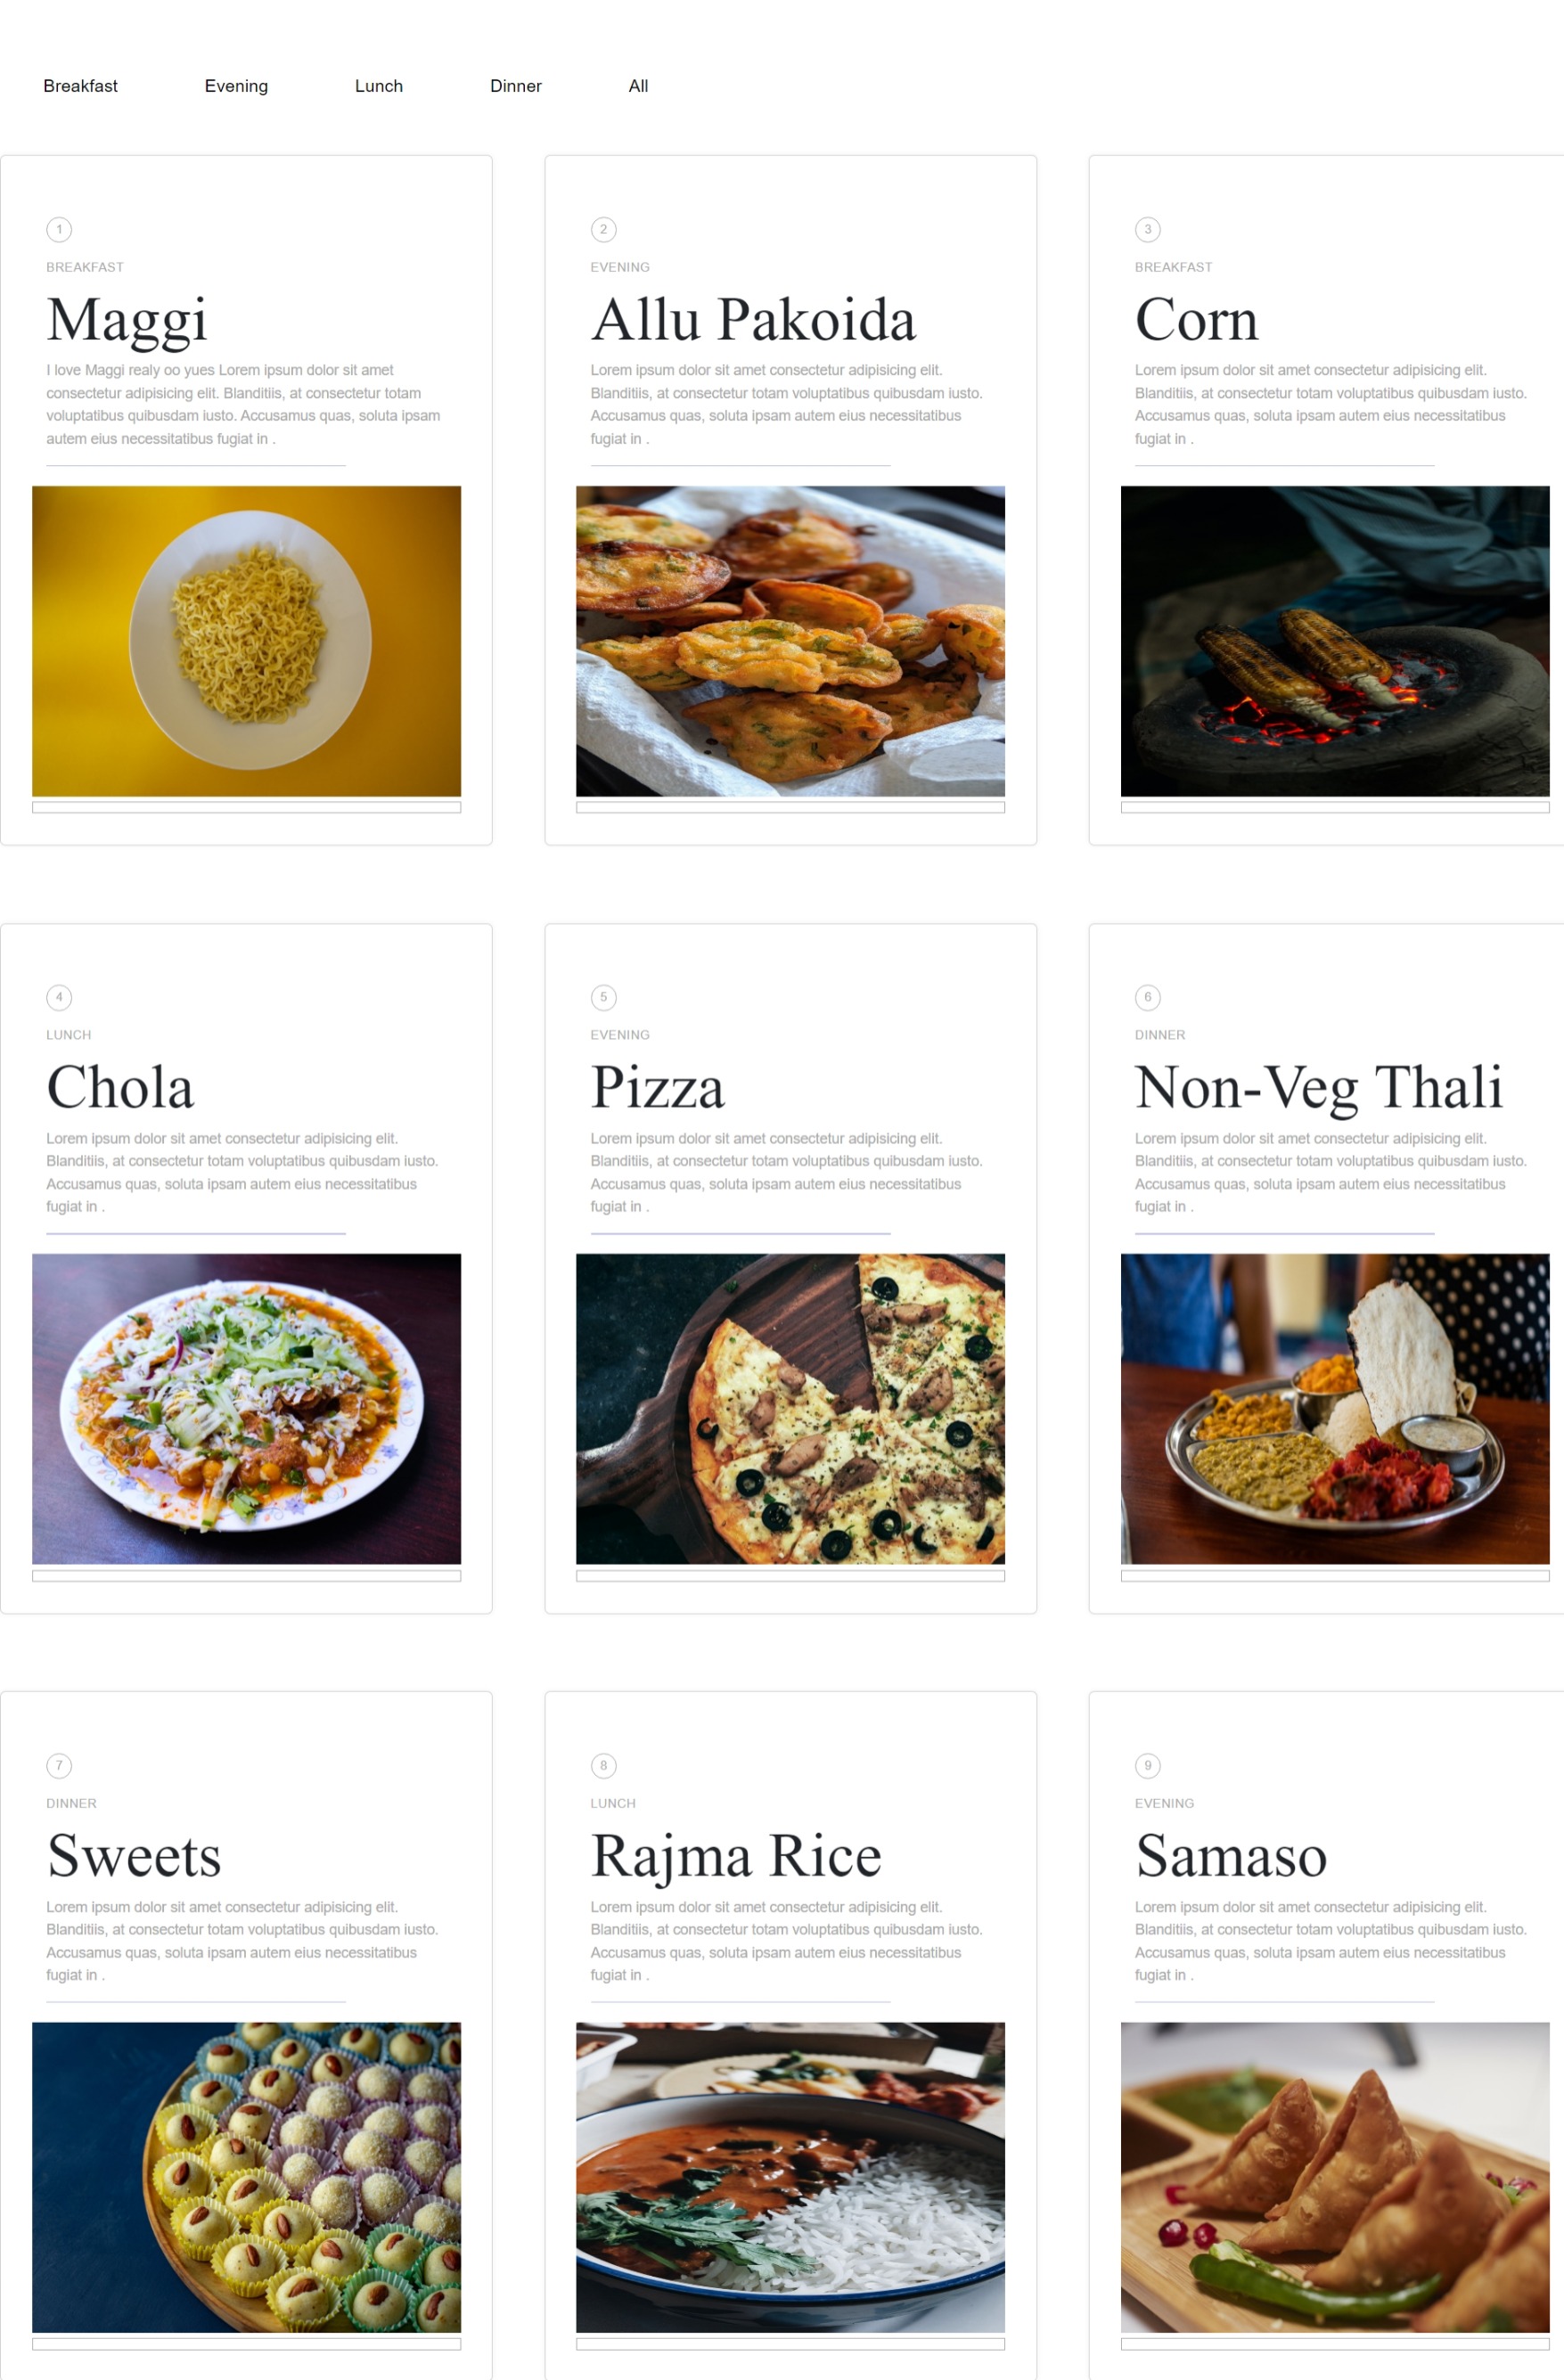 Breakfast Evening Lunch Dinner All
1
BREAKFAST
Maggi
I love Maggi realy oo yues Lorem ipsum dolor sit amet
consectetur adipisicing elit. Blanditiis, at consectetur totam
voluptatibus quibusdam iusto. Accusamus quas, soluta ipsam
autem eius necessitatibus fugiat in .
2
EVENING
Allu Pakoida
Lorem ipsum dolor sit amet consectetur adipisicing elit.
Blanditiis, at consectetur totam voluptatibus quibusdam iusto.
Accusamus quas, soluta ipsam autem eius necessitatibus
fugiat in .
3
BREAKFAST
Corn
Lorem ipsum dolor sit amet consectetur adipisicing elit.
Blanditiis, at consectetur totam voluptatibus quibusdam iusto.
Accusamus quas, soluta ipsam autem eius necessitatibus
fugiat in .
4
LUNCH
Chola
Lorem ipsum dolor sit amet consectetur adipisicing elit.
Blanditiis, at consectetur totam voluptatibus quibusdam iusto.
Accusamus quas, soluta ipsam autem eius necessitatibus
fugiat in .
5
EVENING
Pizza
Lorem ipsum dolor sit amet consectetur adipisicing elit.
Blanditiis, at consectetur totam voluptatibus quibusdam iusto.
Accusamus quas, soluta ipsam autem eius necessitatibus
fugiat in .
6
DINNER
Non-Veg Thali
Lorem ipsum dolor sit amet consectetur adipisicing elit.
Blanditiis, at consectetur totam voluptatibus quibusdam iusto.
Accusamus quas, soluta ipsam autem eius necessitatibus
fugiat in .
7
DINNER
Sweets
Lorem ipsum dolor sit amet consectetur adipisicing elit.
Blanditiis, at consectetur totam voluptatibus quibusdam iusto.
Accusamus quas, soluta ipsam autem eius necessitatibus
fugiat in .
8
LUNCH
Rajma Rice
Lorem ipsum dolor sit amet consectetur adipisicing elit.
Blanditiis, at consectetur totam voluptatibus quibusdam iusto.
Accusamus quas, soluta ipsam autem eius necessitatibus
fugiat in .
9
EVENING
Samaso
Lorem ipsum dolor sit amet consectetur adipisicing elit.
Blanditiis, at consectetur totam voluptatibus quibusdam iusto.
Accusamus quas, soluta ipsam autem eius necessitatibus
fugiat in .